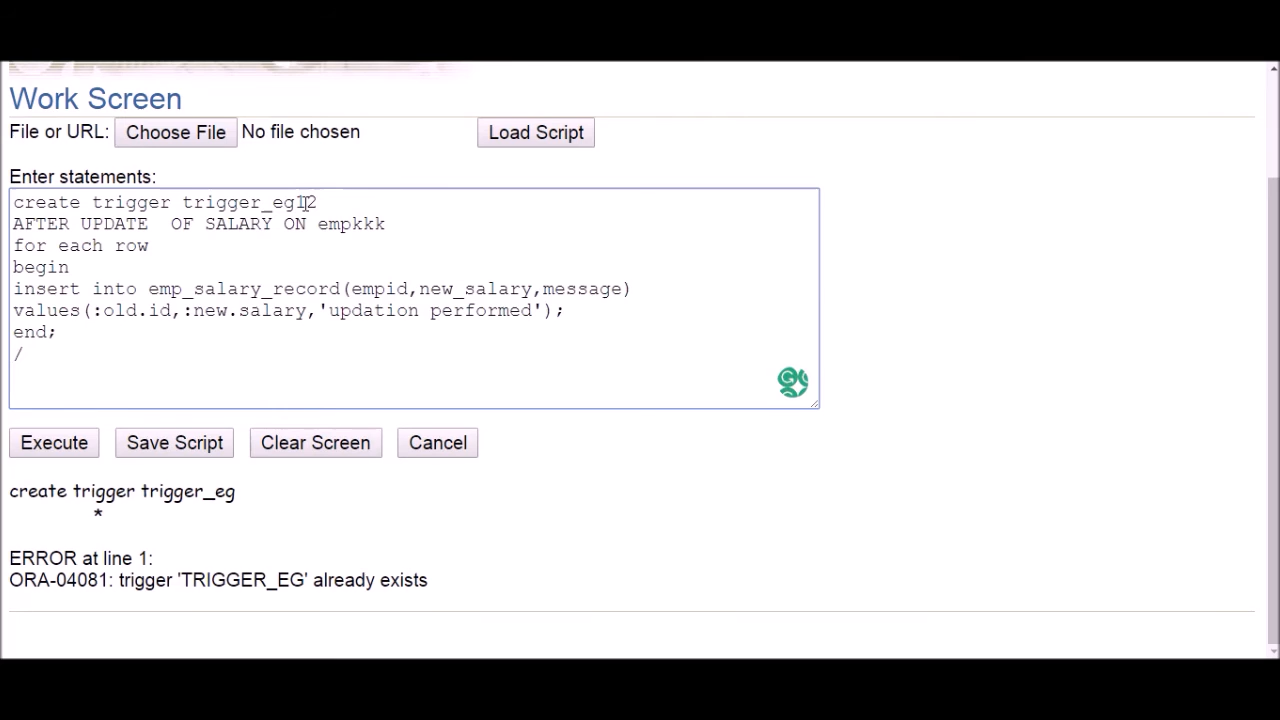 Work Screen
File or URL: Choose File No file chosen Load Script
Enter statements:
create trigger trigger_eg12
AFTER UPDATE  OF SALARY ON empkkk
for each row
begin
insert into emp_salary_record(empid,new_salary,message)
values(:old.id,:new.salary,'updation performed');
end;
/
Execute Save Script Clear Screen Cancel
create trigger trigger_eg
*
ERROR at line 1:
ORA-04081: trigger 'TRIGGER_EG' already exists